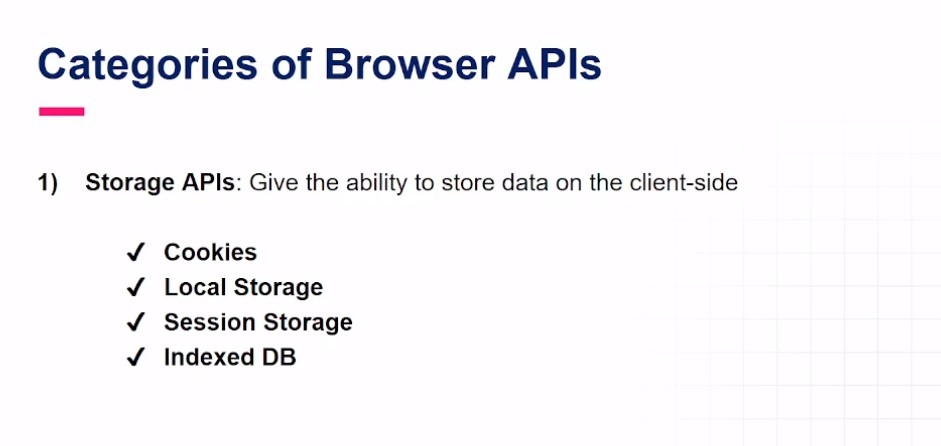 Categories of Browser APIs
1) Storage APIs: Give the ability to store data on the client-side
✓ Cookies
✓ Local Storage
✓ Session Storage
✓ Indexed DB